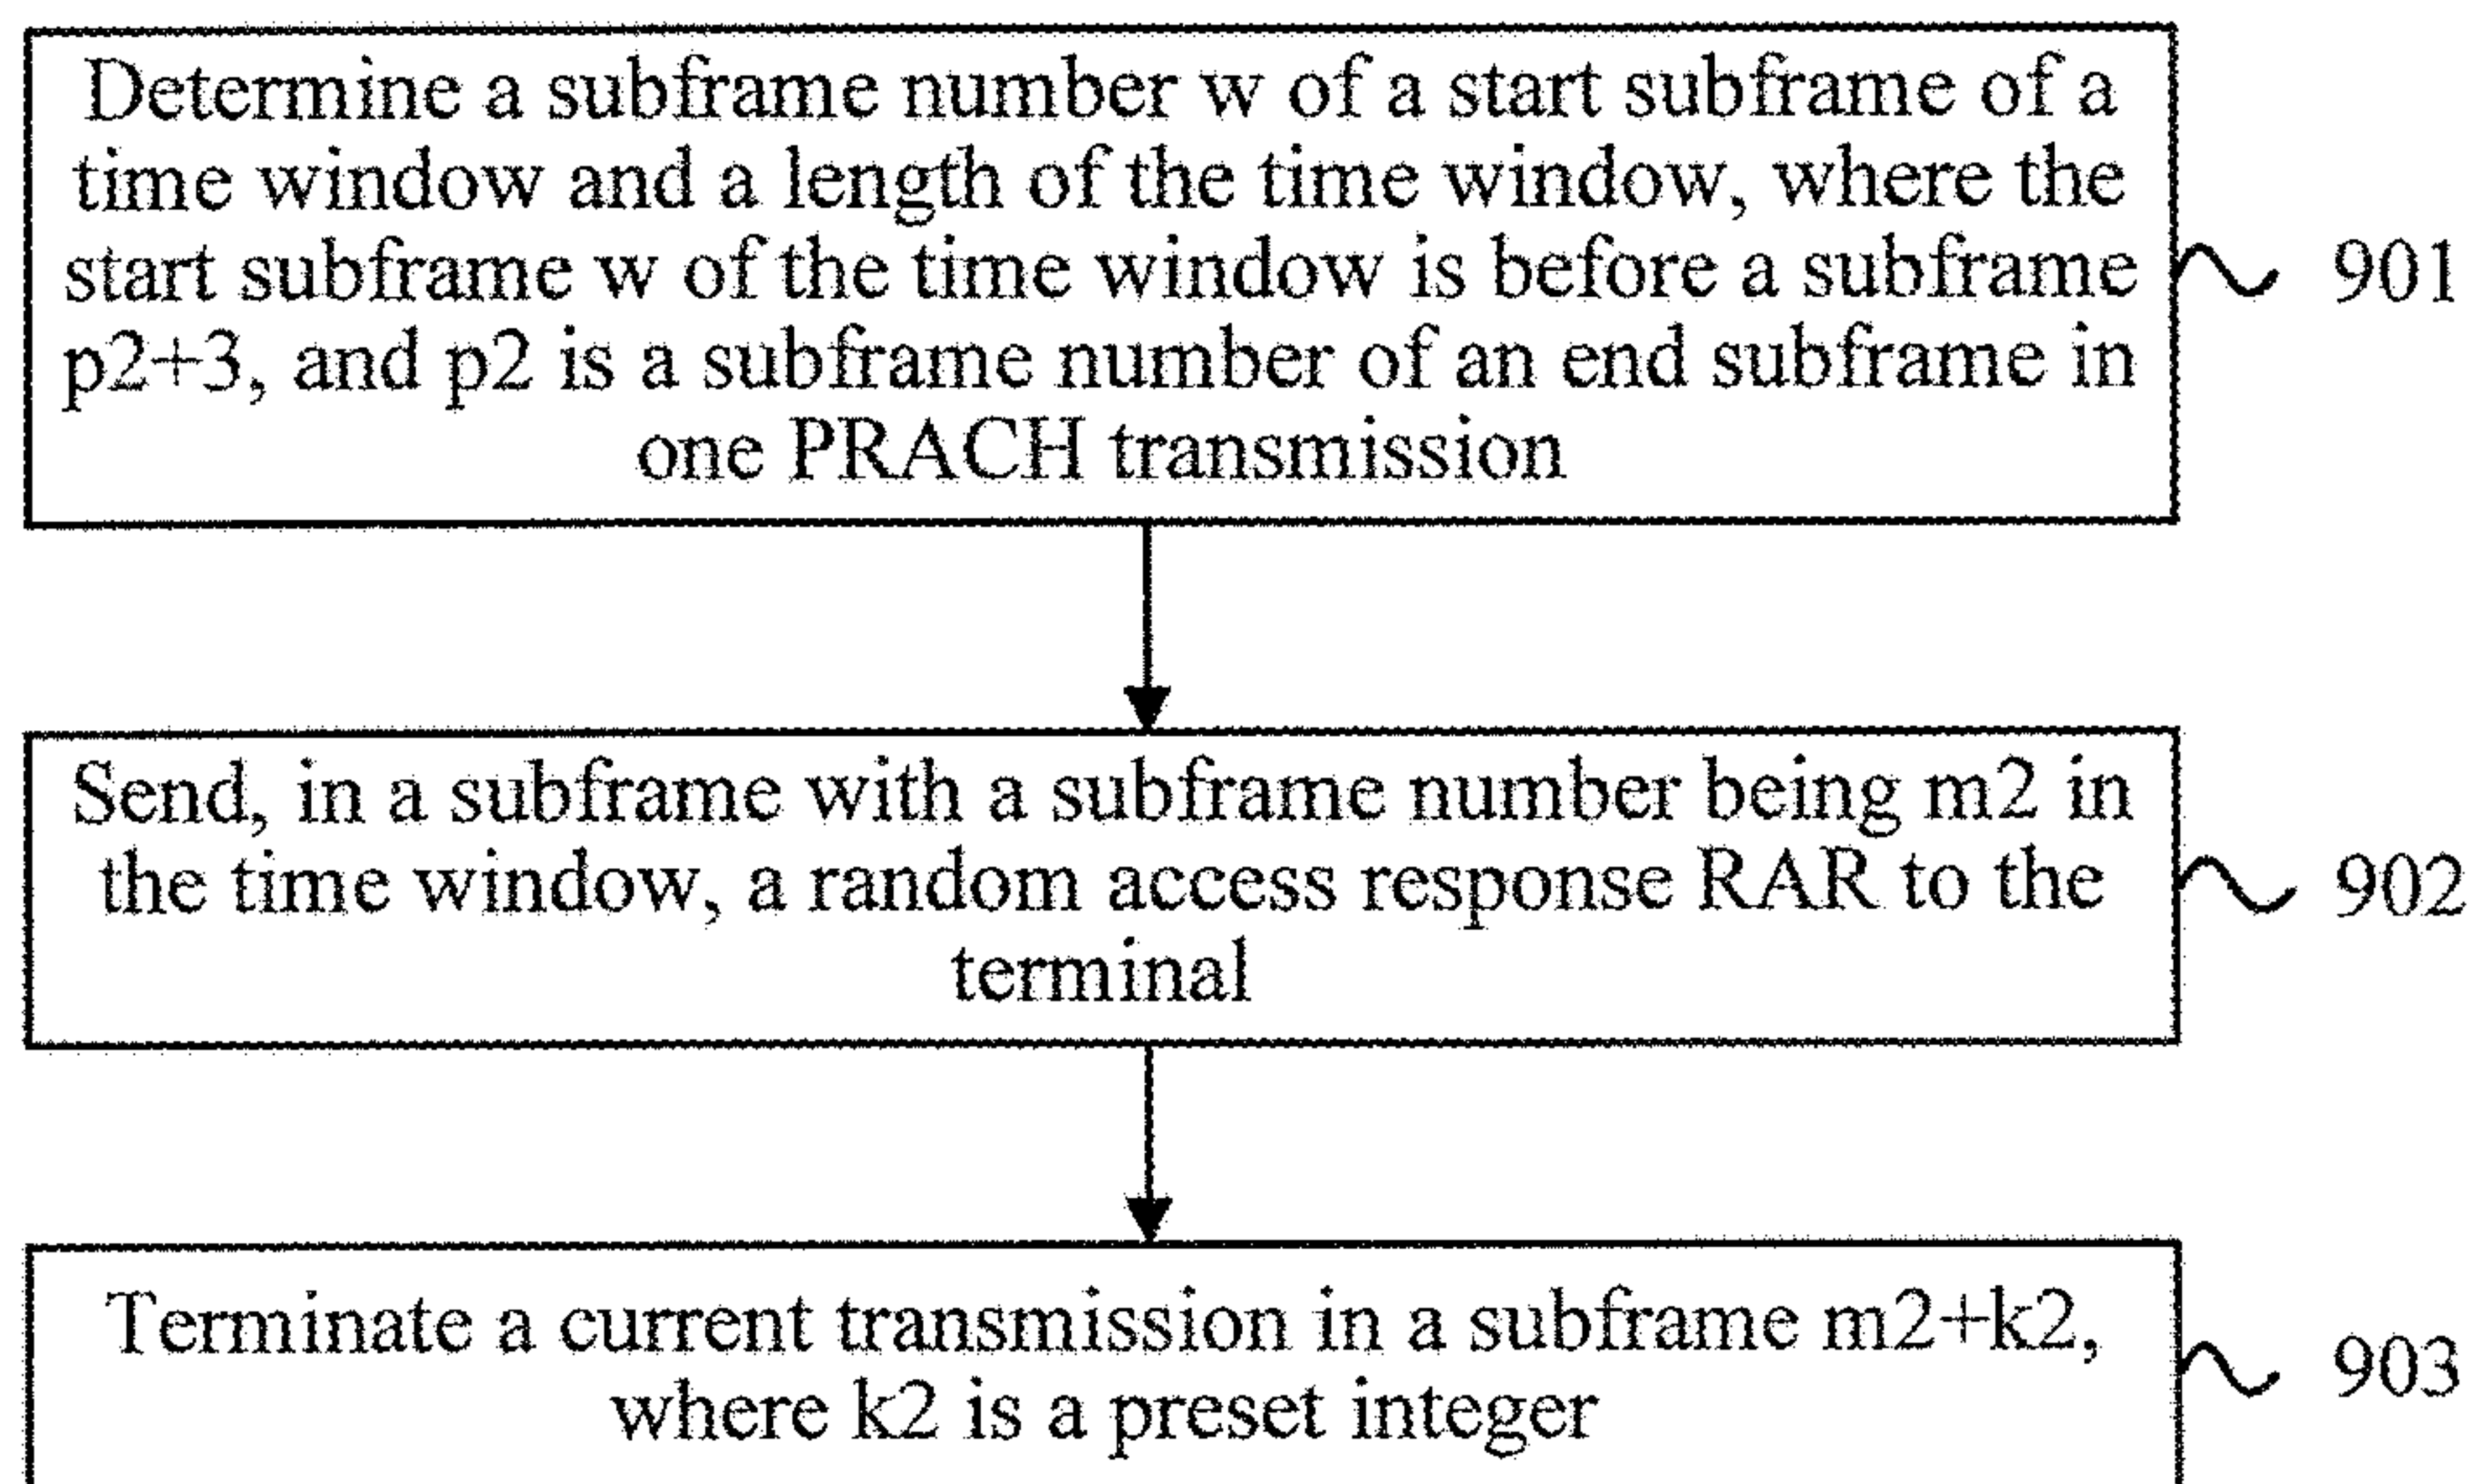 Determine a subframe number w of a start subframe of a
time window and a length of the time window, where the
start subframe w of the time window is before a subframe
p2+3, and p2 is a subframe number of an end subframe in
one PRACH transmission
901
Send, in a subframe with a subframe number being m2 in
the time window, a random access response RAR to the
terminal
902
Terminate a current transmission in a subframe m2+k2,
where k2 is a preset integer
903